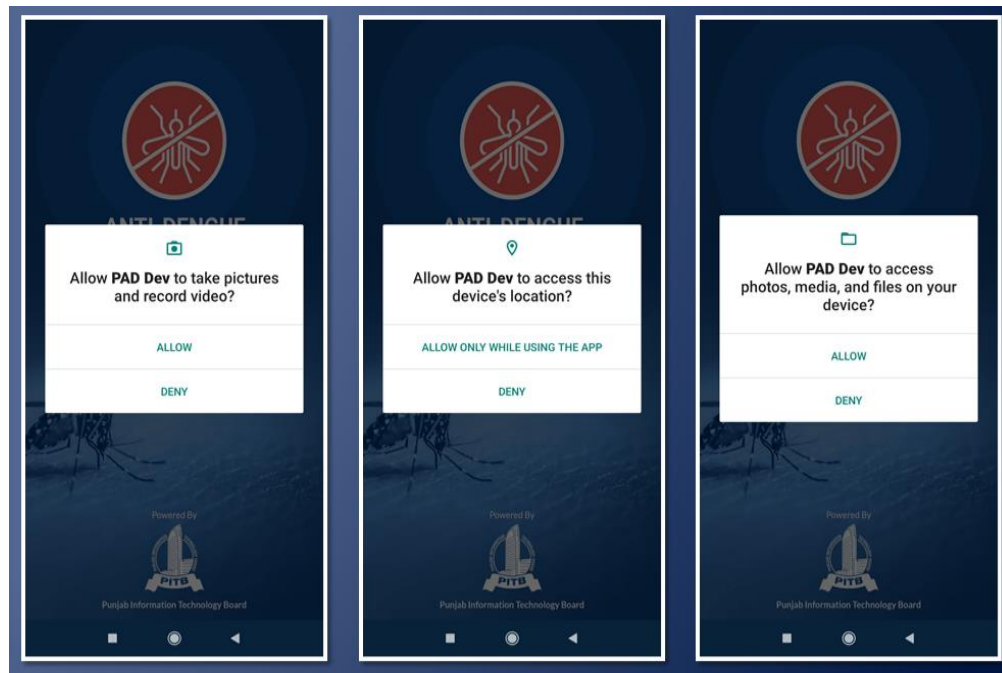 ANTI-DENGUE
Allow PAD Dev to take pictures
and record video?
ALLOW
DENY
Powered By
PITB
Punjab Information Technology Board
ANTI-DENGUE
Allow PAD Dev to access this
device's location?
ALLOW ONLY WHILE USING THE APP
DENY
Powered By
PITB
Punjab Information Technology Board
Allow PAD Dev to access
photos, media, and files on your
device?
ALLOW
DENY
Powered By
PITB
Punjab Information Technology Board